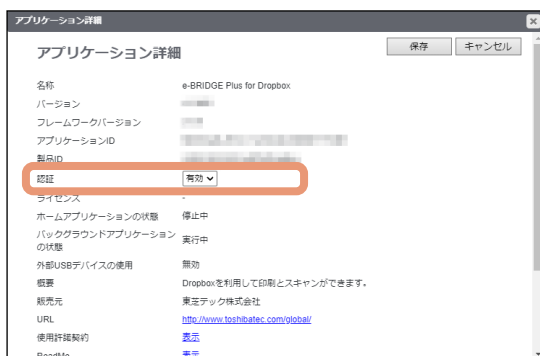 アプリケーション詳細
アプリケーション詳細
保存 キャンセル
名称 e-BRIDGE Plus for Dropbox
バージョン
フレームワークバージョン
アプリケーションID
製品ID
認証 有効
ライセンス -
ホームアプリケーションの状態 停止中
バックグラウンドアプリケーション
の状態 実行中
外部USBデバイスの使用 無効
概要 Dropboxを利用して印刷とスキャンができます。
販売元 東芝テック株式会社
URL http://www.toshibatec.com/global/
使用許諾契約 表示
ReadMe 表示